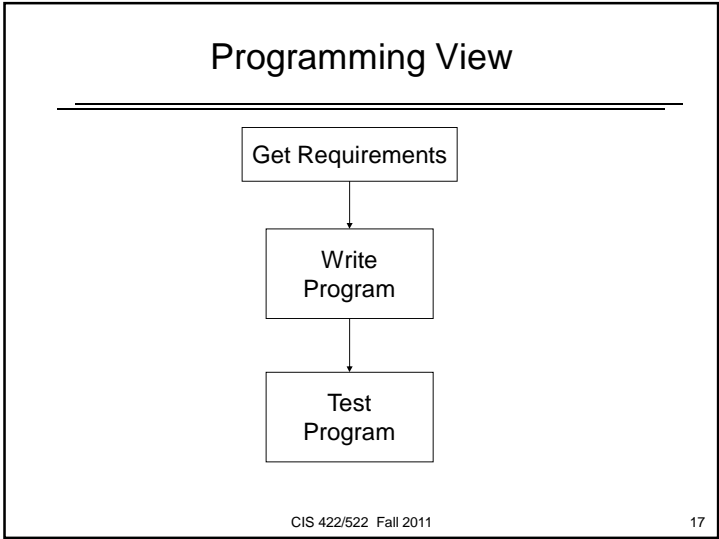 Programming View
Get Requirements
Write
Program
Test
Program
CIS 422/522 Fall 2011
17